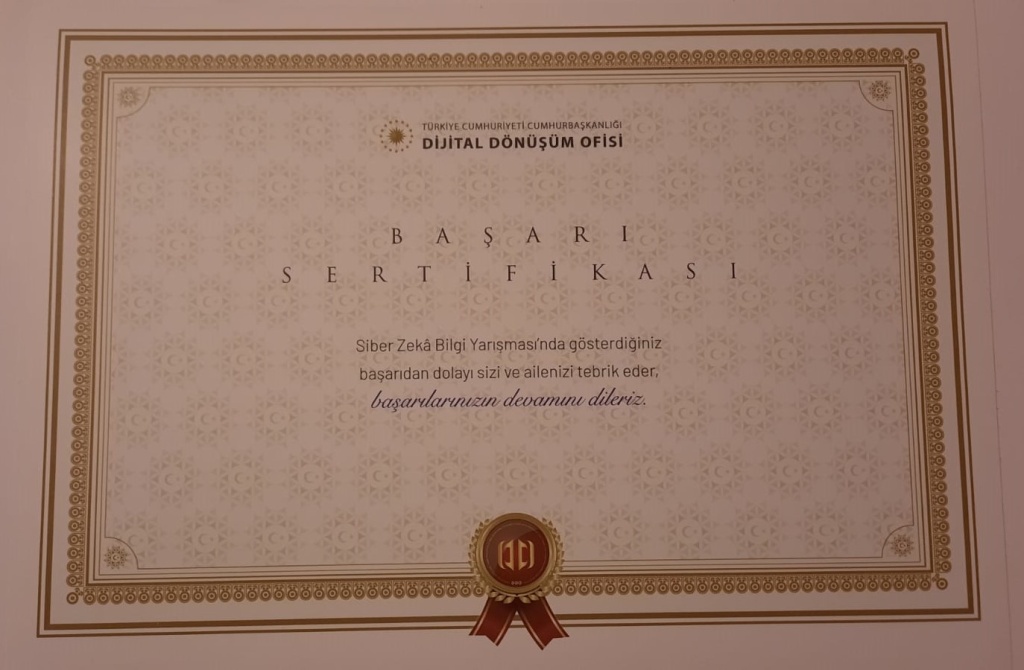 TÜRKİYE CUMHURİYETİ CUMHURBAŞKANLIĞI
DİJİTAL DÖNÜŞÜM OFİSİ
BAŞARI
SERTİFİKASI
Siber Zekâ Bilgi Yarışması'nda gösterdiğiniz
başarıdan dolayı sizi ve ailenizi tebrik eder,
başarılarınızın devamını dileriz.